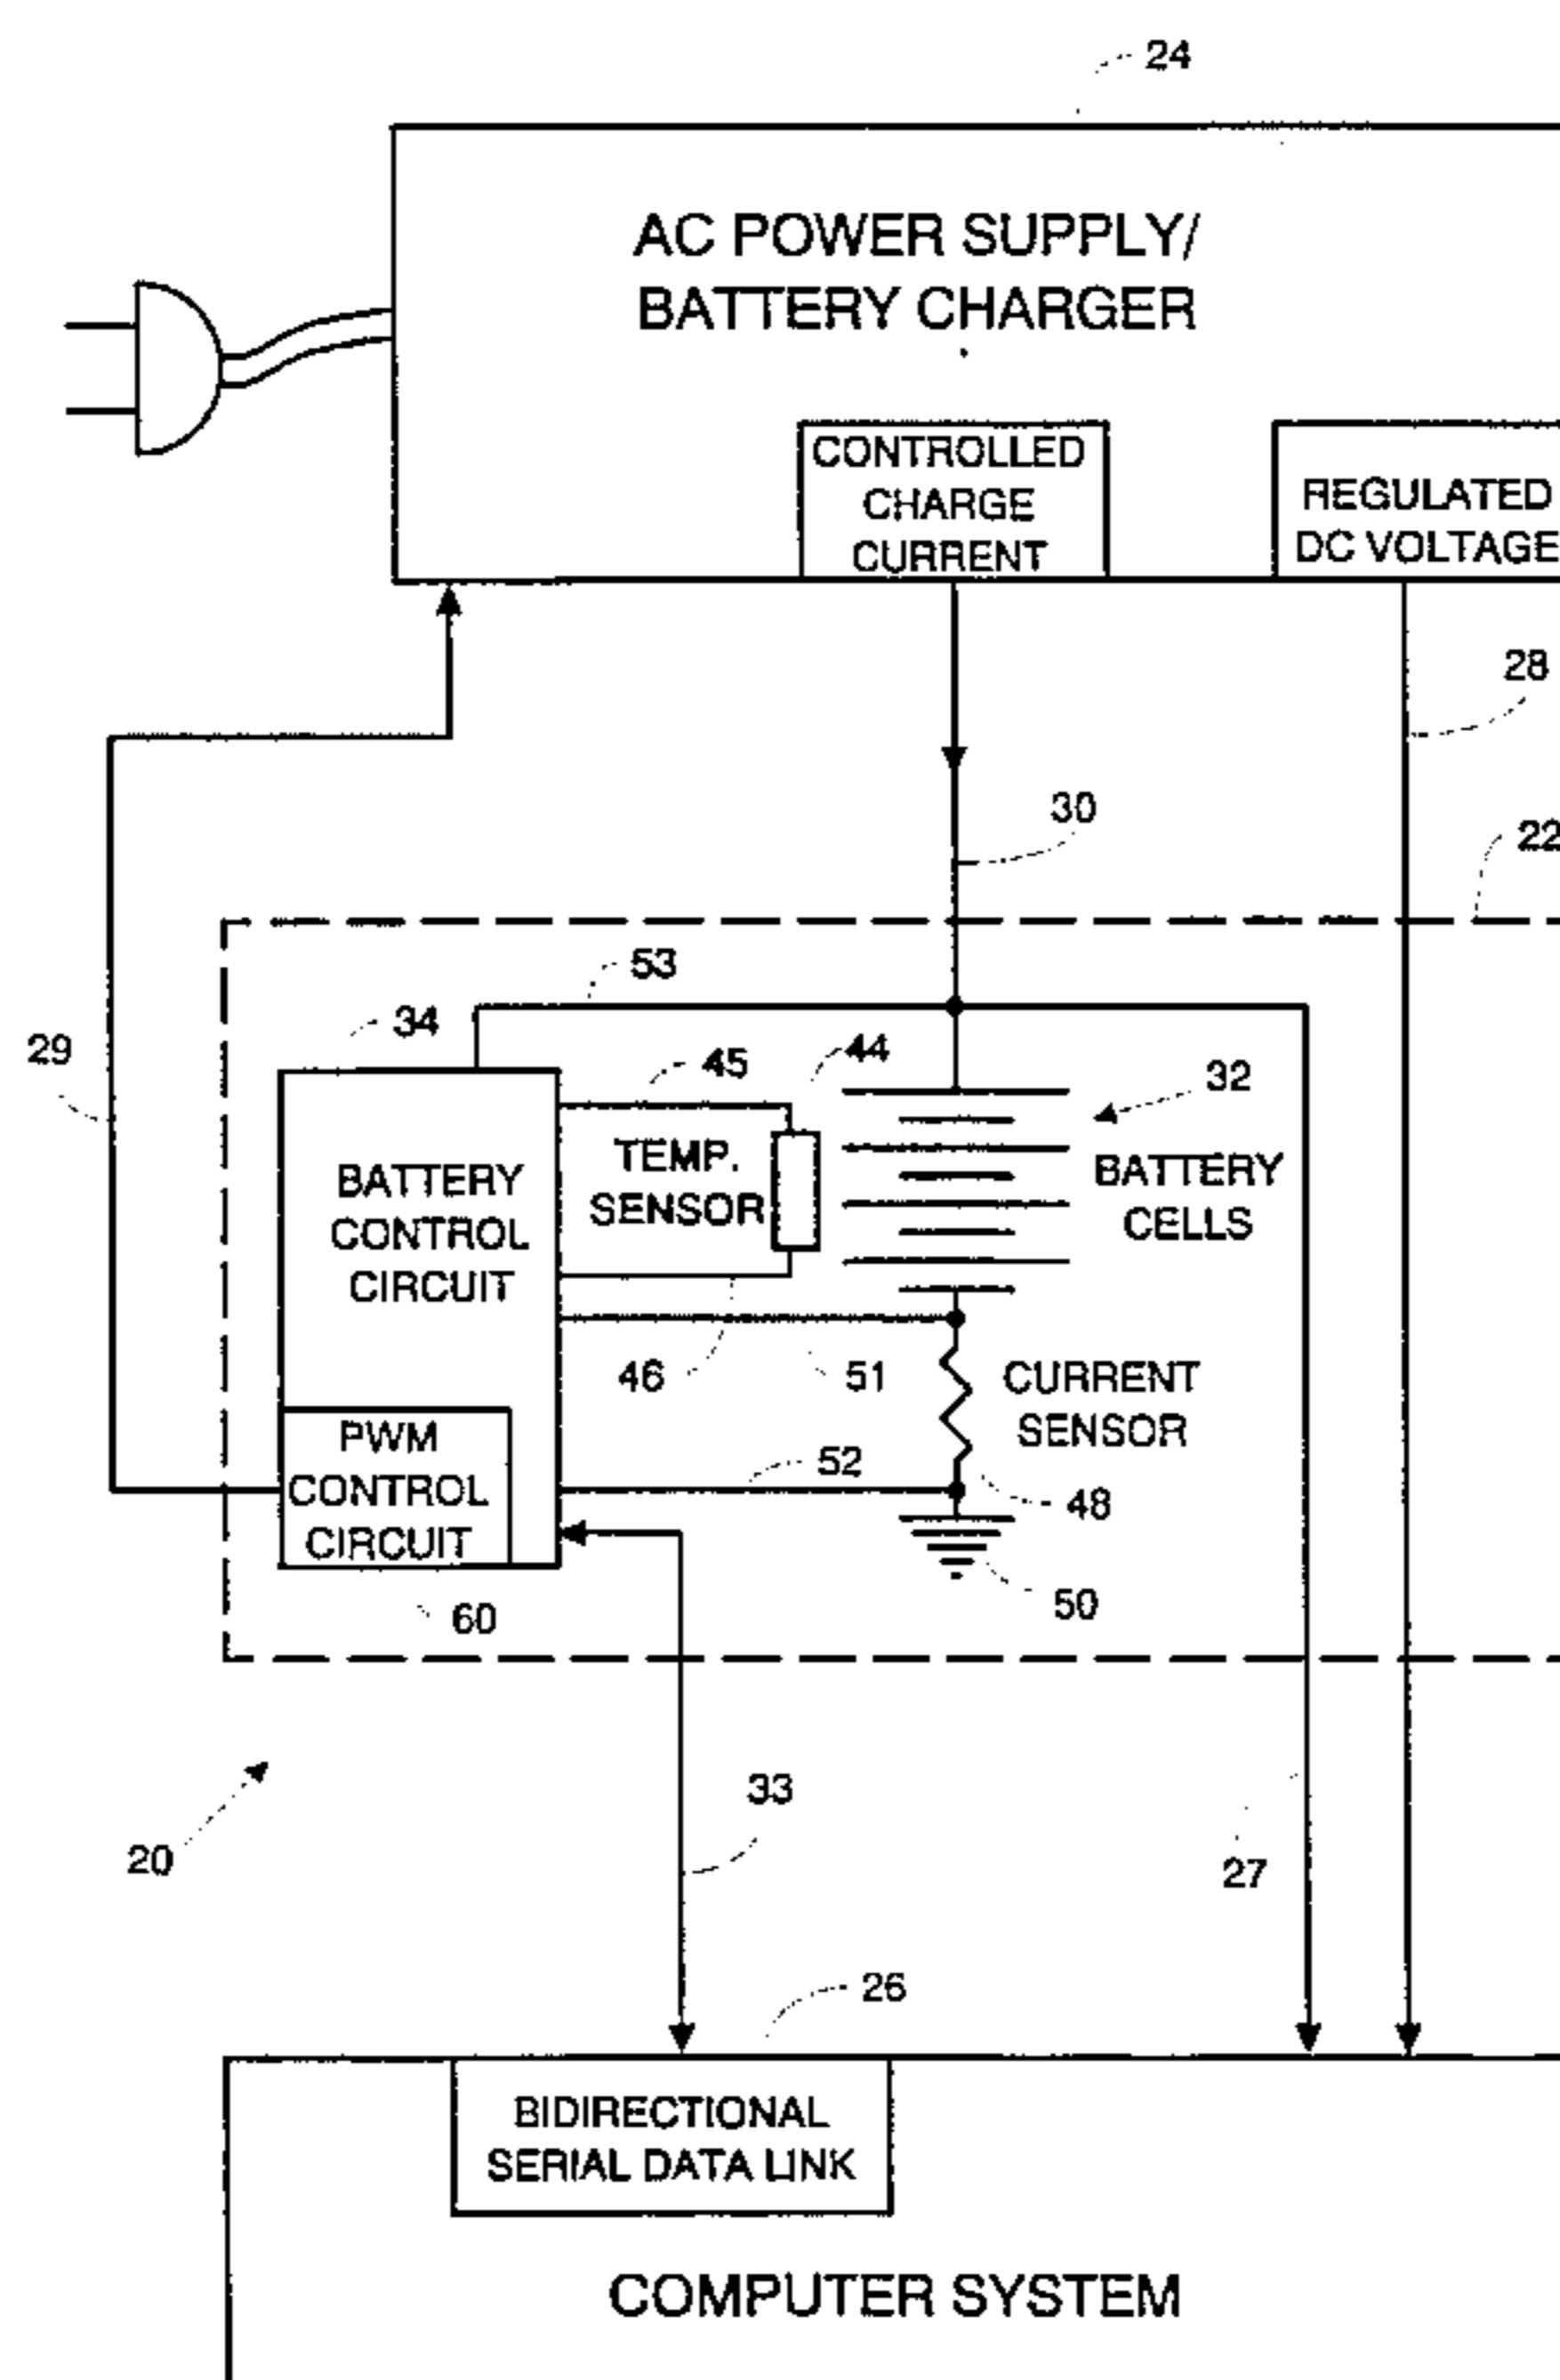 24
AC POWER SUPPLY/
BATTERY CHARGER
CONTROLLED
CHARGE
CURRENT
REGULATED
DC VOLTAGE
28
30
22
53
34
29
45
44
32
TEMP.
SENSOR
BATTERY
CELLS
BATTERY
CONTROL
CIRCUIT
46
51
CURRENT
SENSOR
PWM
CONTROL
CIRCUIT
52
48
50
60
33
20
27
26
BIDIRECTIONAL
SERIAL DATA LINK
COMPUTER SYSTEM